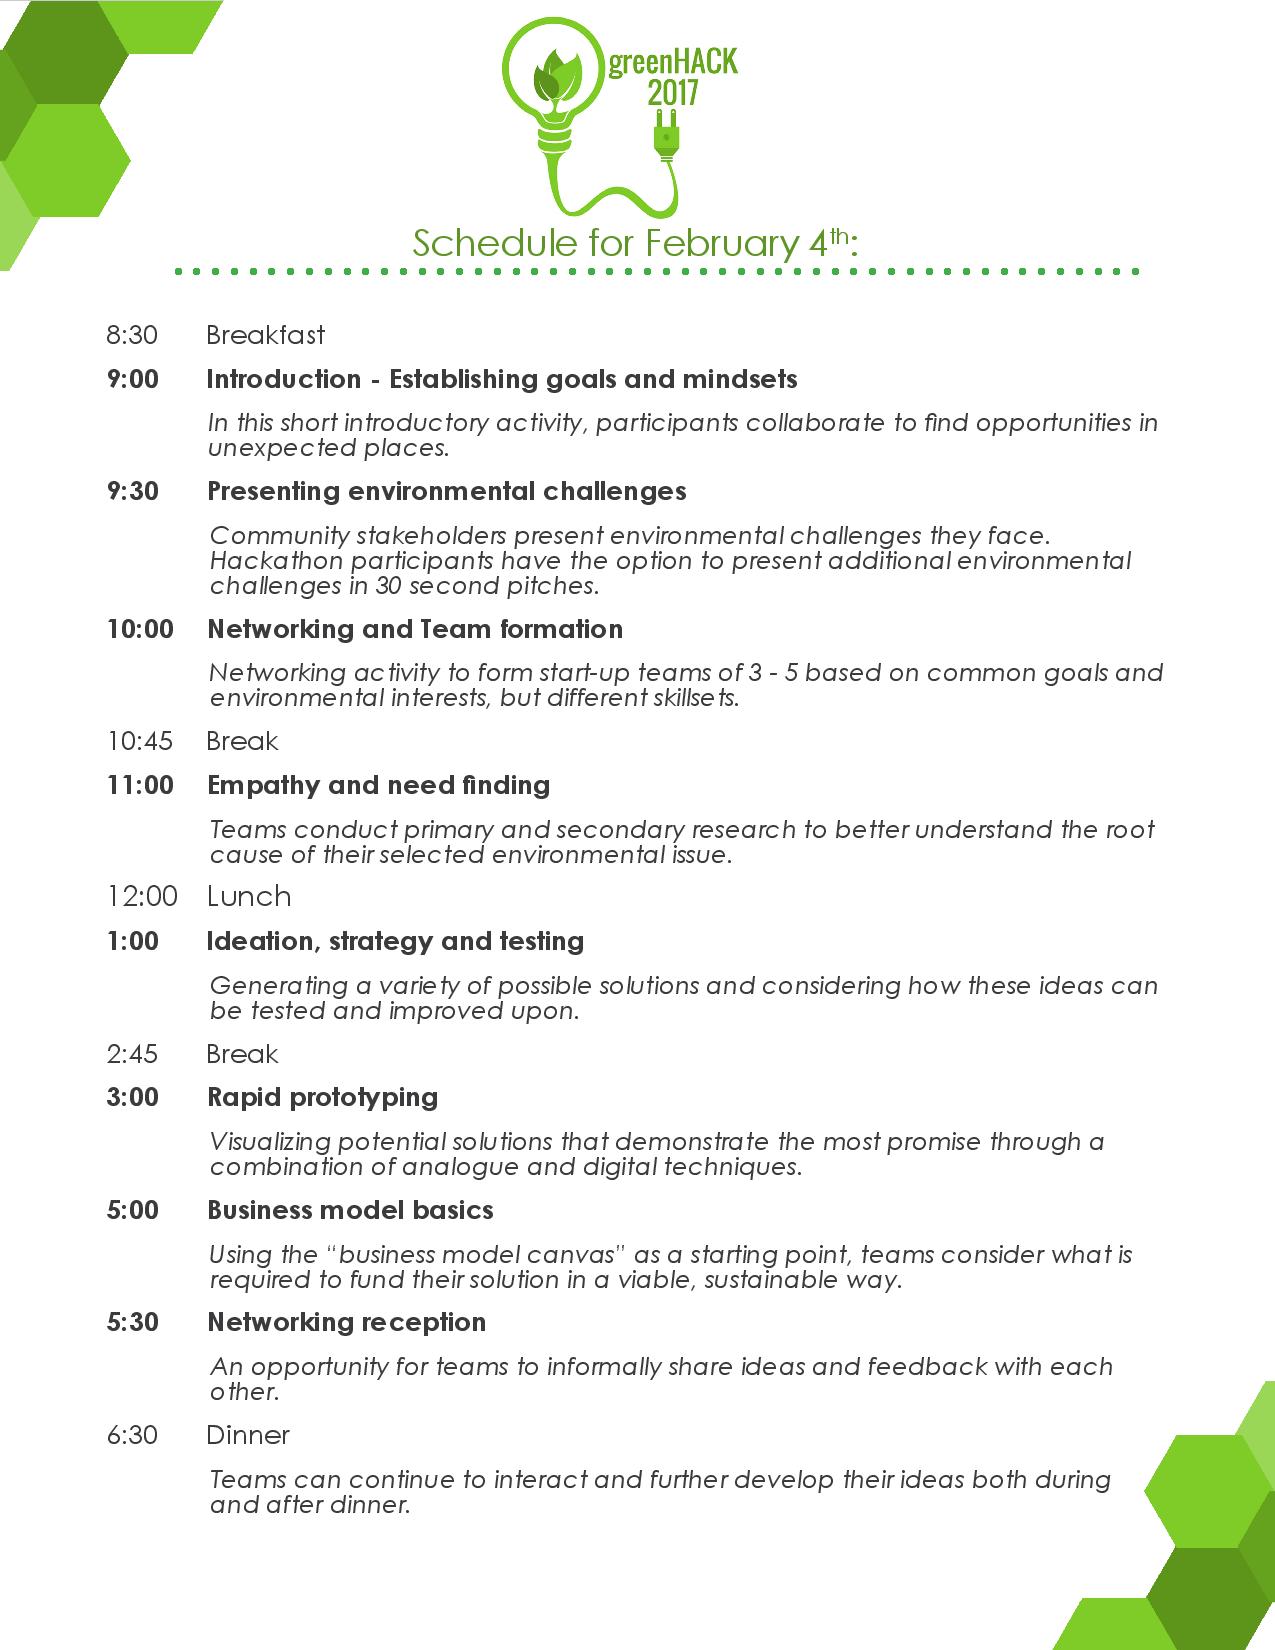 greenHACK
2017
Schedule for February 4th:
8:30 Breakfast
9:00 Introduction - Establishing goals and mindsets
In this short introductory activity, participants collaborate to find opportunities in
unexpected places.
9:30 Presenting environmental challenges
Community stakeholders present environmental challenges they face.
Hackathon participants have the option to present additional environmental
challenges in 30 second pitches.
10:00 Networking and Team formation
Networking activity to form start-up teams of 3 - 5 based on common goals and
environmental interests, but different skillsets.
10:45 Break
11:00 Empathy and need finding
Teams conduct primary and secondary research to better understand the root
cause of their selected environmental issue.
12:00 Lunch
1:00 Ideation, strategy and testing
Generating a variety of possible solutions and considering how these ideas can
be tested and improved upon.
2:45 Break
3:00 Rapid prototyping
Visualizing potential solutions that demonstrate the most promise through a
combination of analogue and digital techniques.
5:00 Business model basics
Using the “business model canvas” as a starting point, teams consider what is
required to fund their solution in a viable, sustainable way.
5:30 Networking reception
An opportunity for teams to informally share ideas and feedback with each
other.
6:30 Dinner
Teams can continue to interact and further develop their ideas both during
and after dinner.